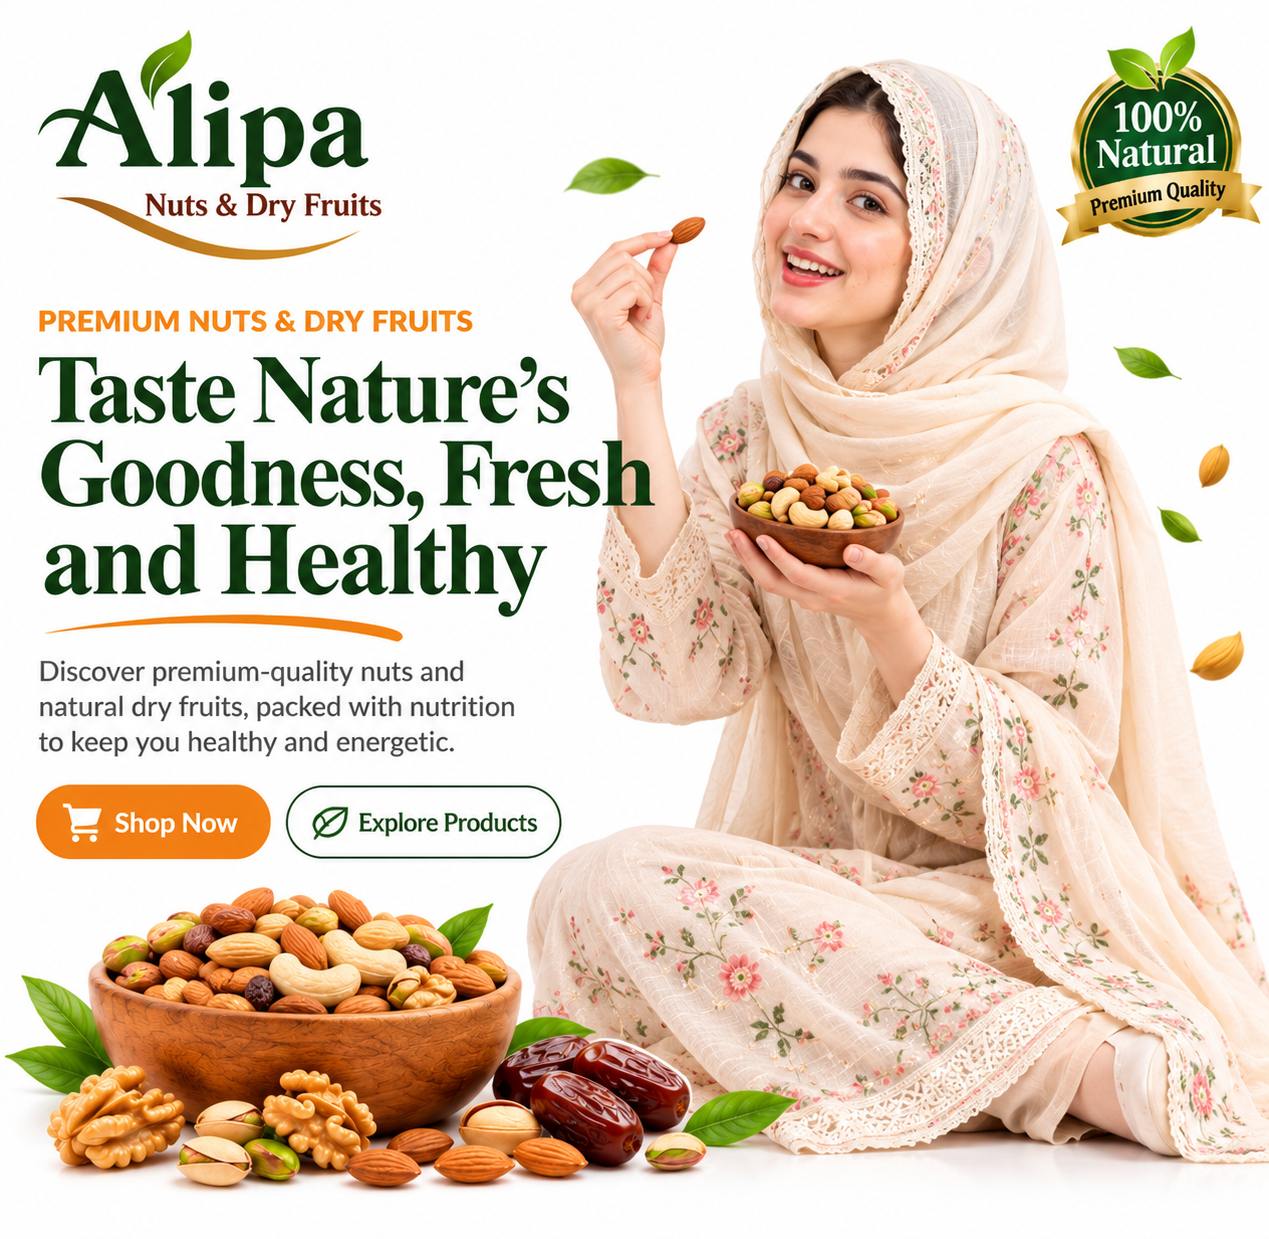 Alipa
Nuts & Dry Fruits
100%
Natural
Premium Quality
PREMIUM NUTS & DRY FRUITS
Taste Nature’s
Goodness, Fresh
and Healthy
Discover premium-quality nuts and
natural dry fruits, packed with nutrition
to keep you healthy and energetic.
Shop Now
Explore Products